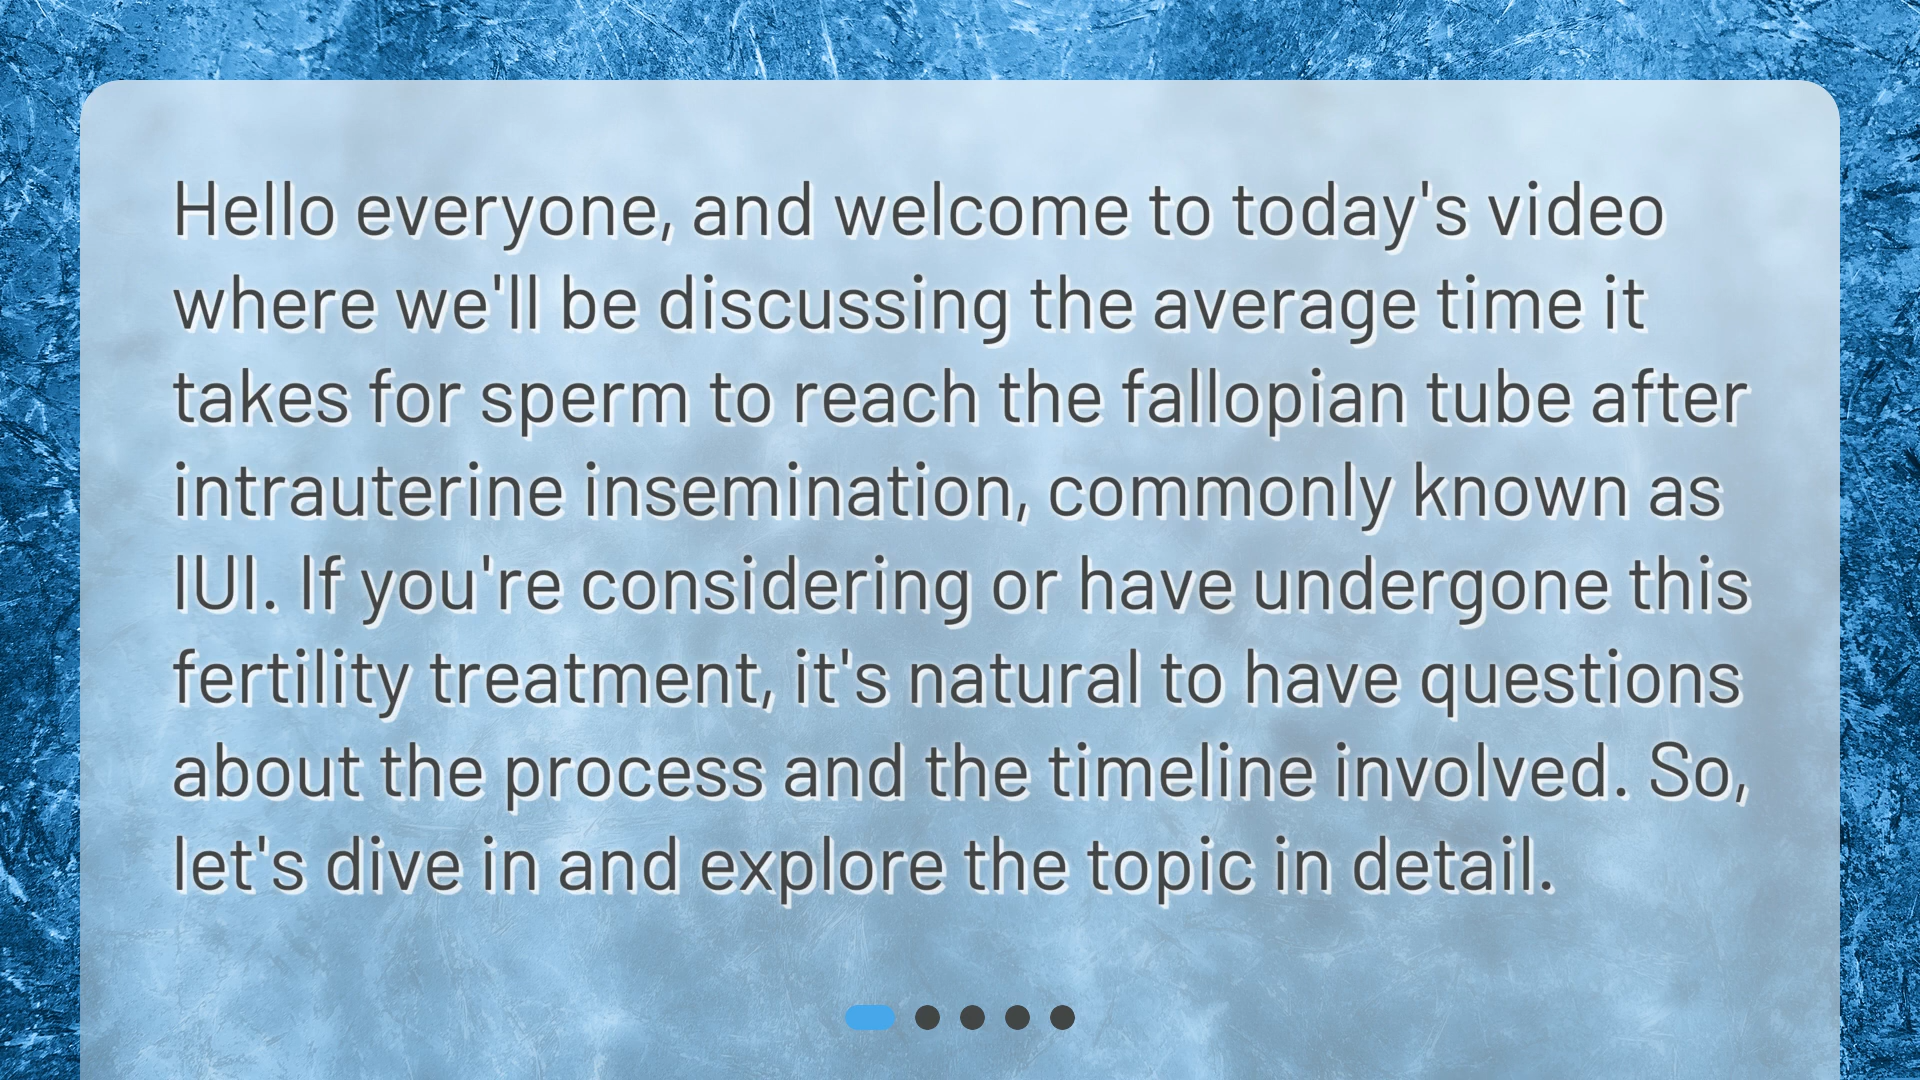 Hello everyone, and welcome to today's video
where we'll be discussing the average time it
takes for sperm to reach the fallopian tube after
intrauterine insemination, commonly known as
IUI. If you're considering or have undergone this
fertility treatment, it's natural to have questions
about the process and the timeline involved. So,
let's dive in and explore the topic in detail.